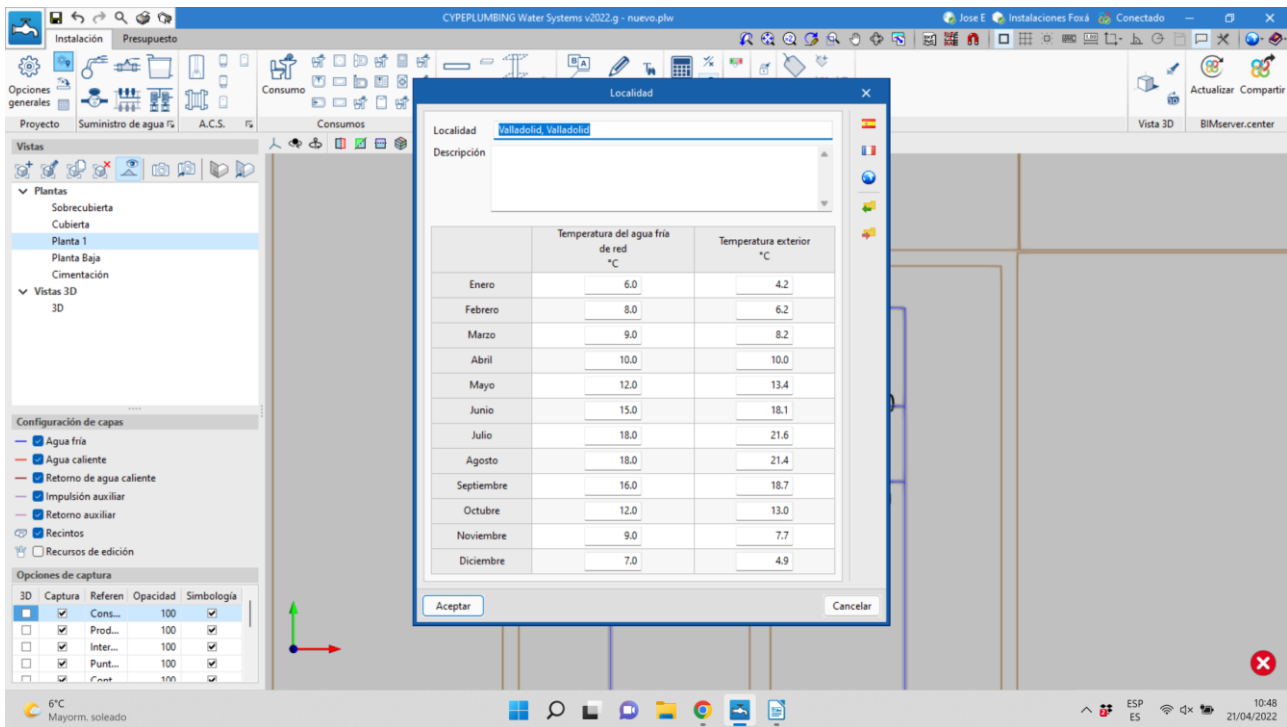 CYPEPLUMBING Water Systems v2022.g - nuevo.plw
Jose E
Instalaciones Foxá
Conectado
Instalación
Presupuesto
Opciones generales
Consumo
Actualizar
Compartir
Proyecto
Suministro de agua
A.C.S.
Consumos
Vista 3D
BIMserver.center
Vistas
Plantas
Sobrecubierta
Cubierta
Planta 1
Planta Baja
Cimentación
Vistas 3D
3D
Configuración de capas
Agua fría
Agua caliente
Retorno de agua caliente
Impulsión auxiliar
Retorno auxiliar
Recintos
Recursos de edición
Opciones de captura
3D Captura Referen Opacidad Simbología
Cons... 100
Prod... 100
Inter... 100
Punt... 100
Cont 100
Localidad
Localidad Valladolid, Valladolid
Descripción
Temperatura del agua fría
de red
°C
Temperatura exterior
°C
Enero 6.0 4.2
Febrero 8.0 6.2
Marzo 9.0 8.2
Abril 10.0 10.0
Mayo 12.0 13.4
Junio 15.0 18.1
Julio 18.0 21.6
Agosto 18.0 21.4
Septiembre 16.0 18.7
Octubre 12.0 13.0
Noviembre 9.0 7.7
Diciembre 7.0 4.9
Aceptar
Cancelar
6°C
Mayorm. soleado
ESP
ES
10:48
21/04/2022